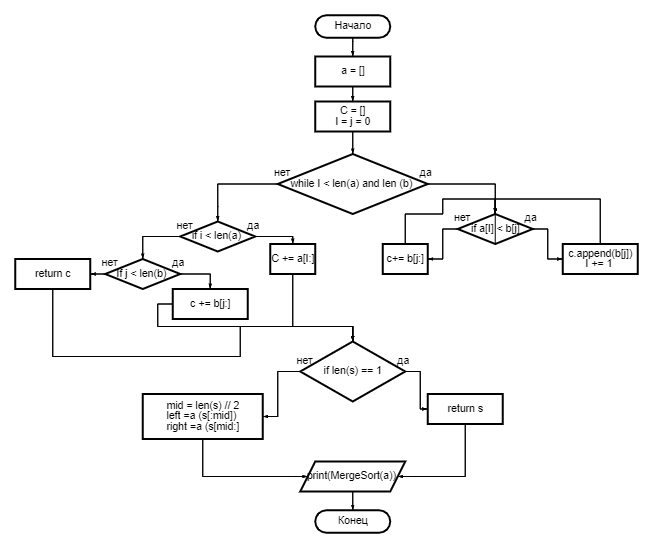 Начало
a = []
C = []
I = j = 0
нет
while I < len(a) and len (b)
да
нет
if i < len(a)
да
нет
if a[I] < b[j]
да
нет
if j < len(b)
да
return c
C += a[I:]
c+= b[j:]
c.append(b[j])
I += 1
c += b[j:]
нет
if len(s) == 1
да
mid = len(s) // 2
left =a (s[:mid])
right =a (s[mid:]
return s
print(MergeSort(a))
Конец